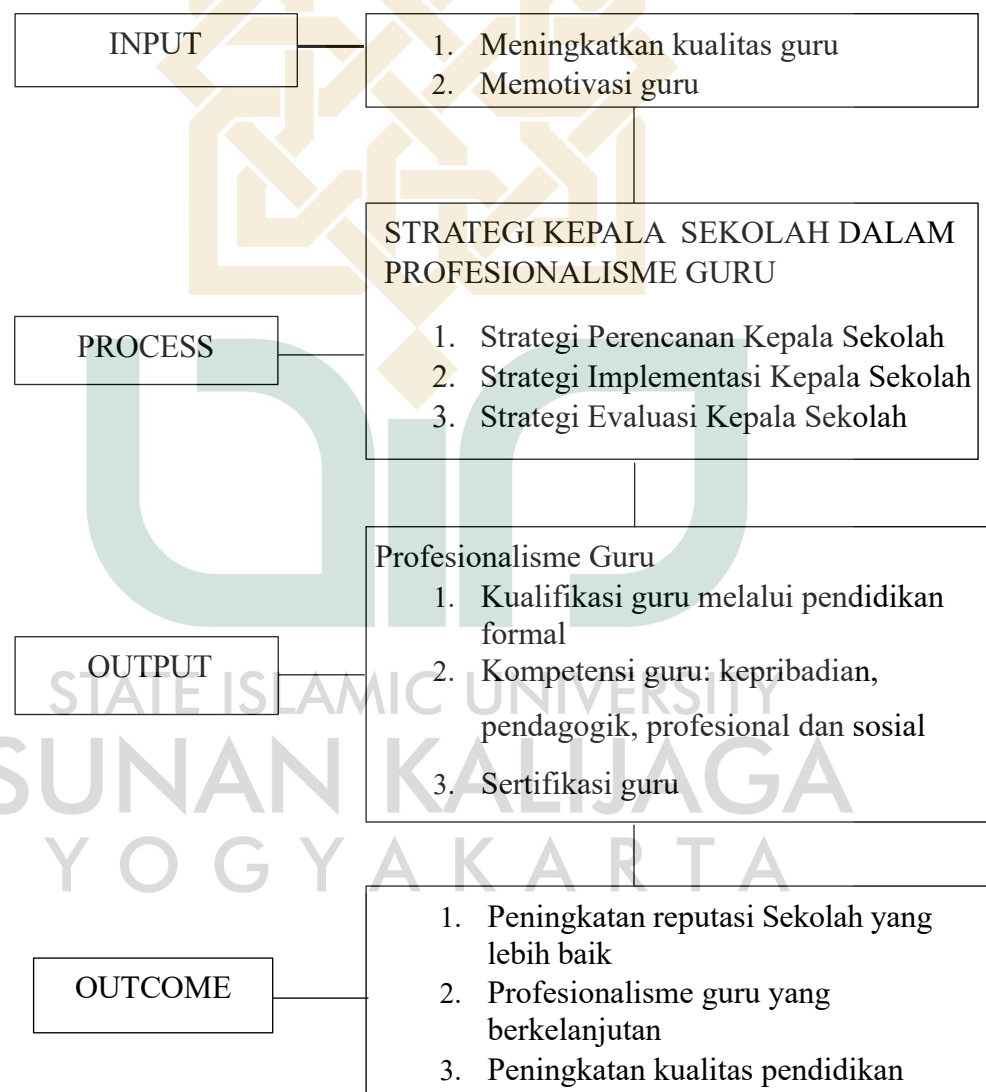 INPUT
1. Meningkatkan kualitas guru
2. Memotivasi guru
STRATEGI KEPALA SEKOLAH DALAM
PROFESIONALISME GURU
PROCESS
1. Strategi Perencanan Kepala Sekolah
2. Strategi Implementasi Kepala Sekolah
3. Strategi Evaluasi Kepala Sekolah
Profesionalisme Guru
1. Kualifikasi guru melalui pendidikan
formal
OUTPUT
2. Kompetensi guru: kepribadian,
pendagogik, profesional dan sosial
3. Sertifikasi guru
STATE ISLAMIC UNIVERSITY
SUNAN KALIJAGA
YOGYAKARTA
OUTCOME
1. Peningkatan reputasi Sekolah yang
lebih baik
2. Profesionalisme guru yang
berkelanjutan
3. Peningkatan kualitas pendidikan